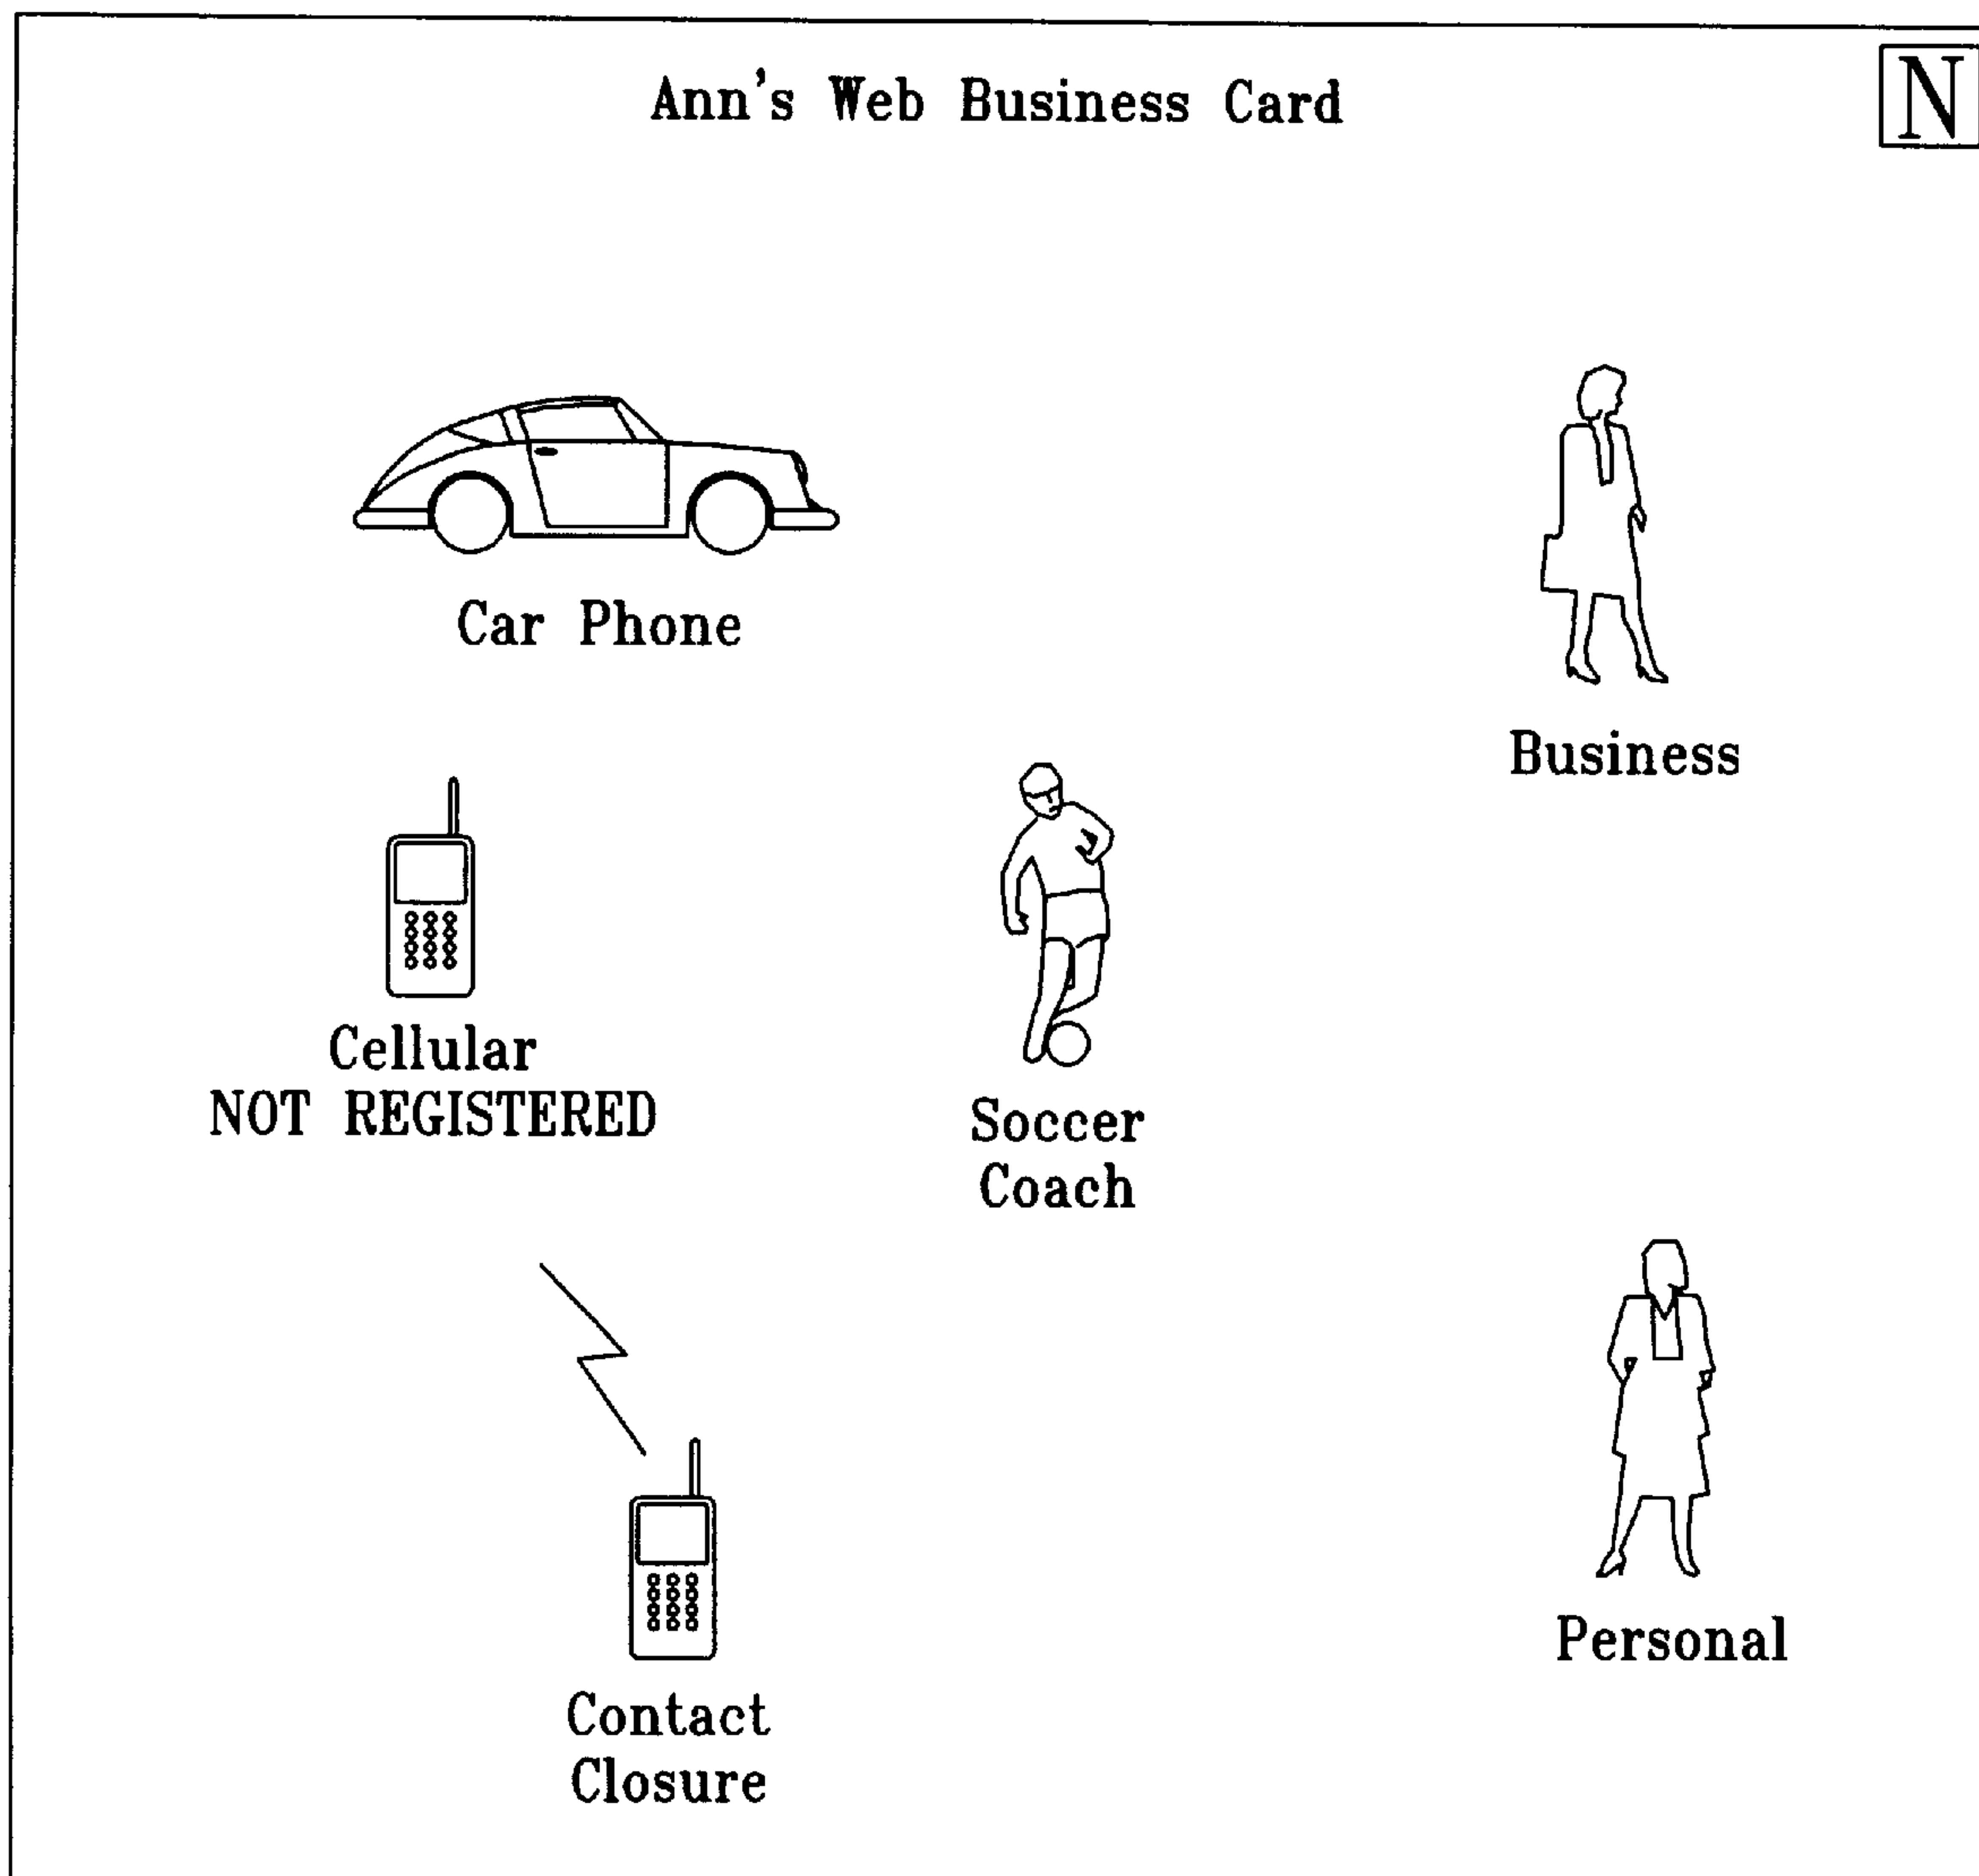 Ann's Web Business Card
N
Car Phone
Business
Cellular
NOT REGISTERED
Soccer
Coach
Personal
Contact
Closure